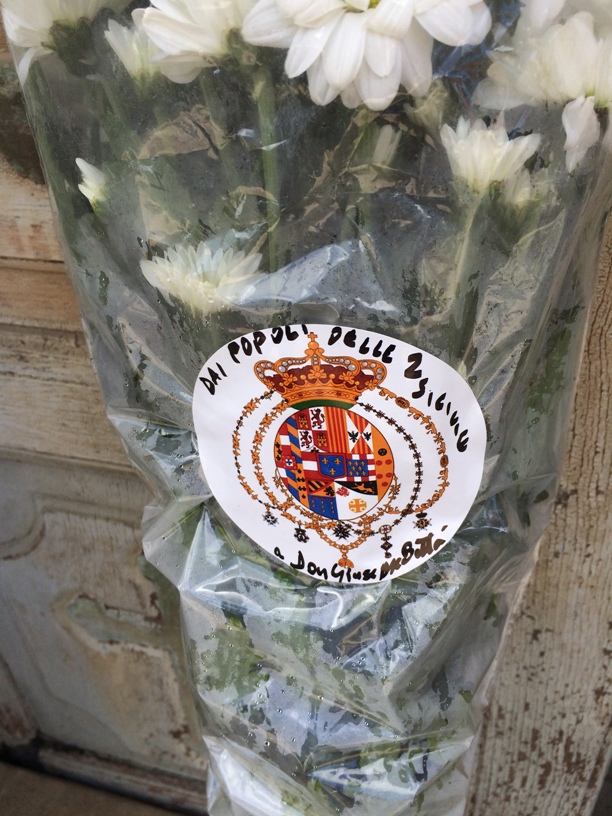 DAI POPOLI DELLE 2 SICILIE
a Don Giuseppe Buttà